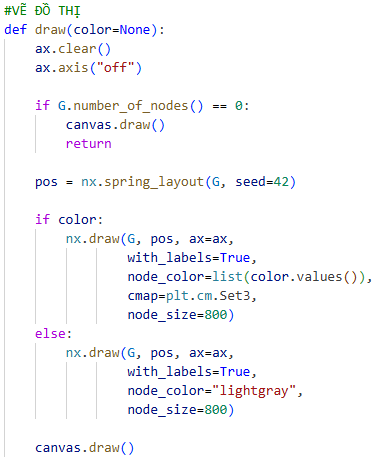 #VẼ ĐỒ THỊ
def draw(color=None):
    ax.clear()
    ax.axis("off")

    if G.number_of_nodes() == 0:
        canvas.draw()
        return

    pos = nx.spring_layout(G, seed=42)

    if color:
        nx.draw(G, pos, ax=ax,
                with_labels=True,
                node_color=list(color.values()),
                cmap=plt.cm.Set3,
                node_size=800)
    else:
        nx.draw(G, pos, ax=ax,
                with_labels=True,
                node_color="lightgray",
                node_size=800)

    canvas.draw()